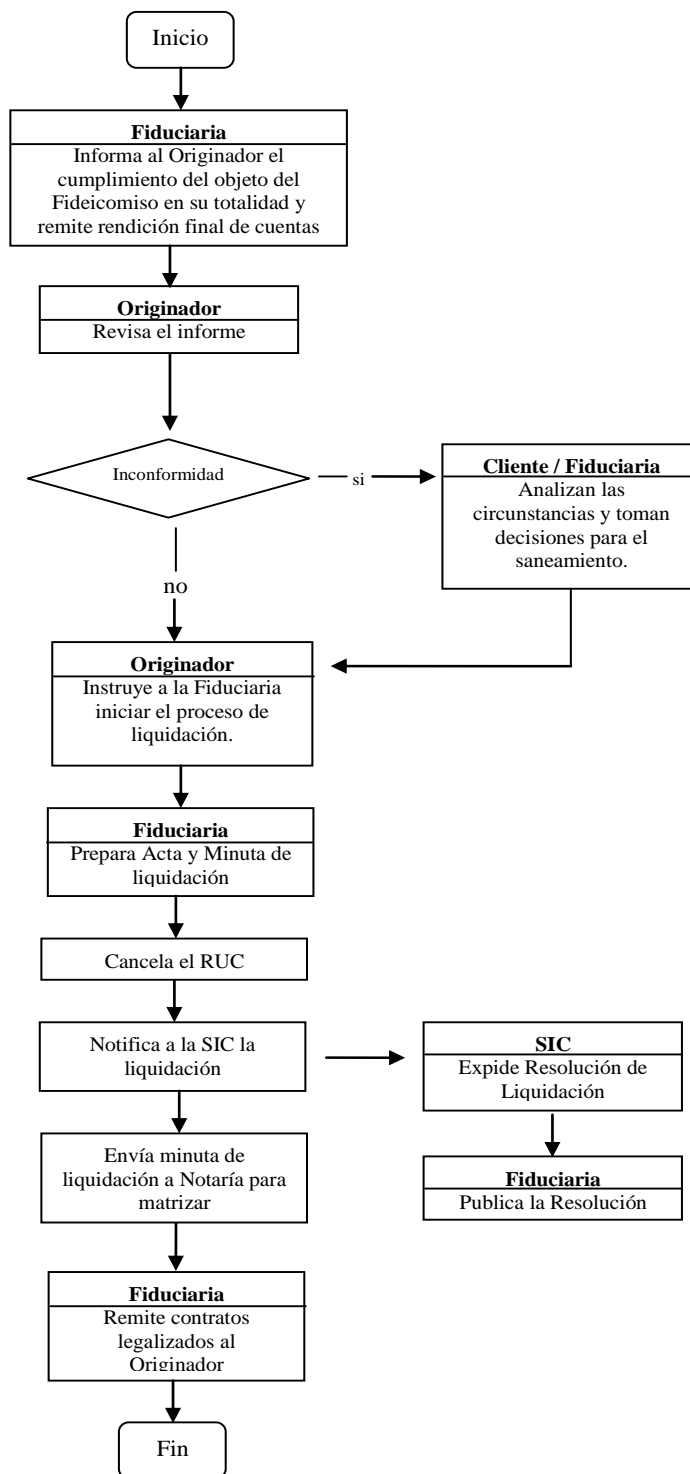 Inicio
Fiduciaria
Informa al Originador el
cumplimiento del objeto del
Fideicomiso en su totalidad y
remite rendición final de cuentas
Originador
Revisa el informe
Inconformidad
si
Cliente / Fiduciaria
Analizan las
circunstancias y toman
decisiones para el
saneamiento.
no
Originador
Instruye a la Fiduciaria
iniciar el proceso de
liquidación.
Fiduciaria
Prepara Acta y Minuta de
liquidación
Cancela el RUC
Notifica a la SIC la
liquidación
SIC
Expide Resolución de
Liquidación
Envía minuta de
liquidación a Notaría para
matrizar
Fiduciaria
Publica la Resolución
Fiduciaria
Remite contratos
legalizados al
Originador
Fin